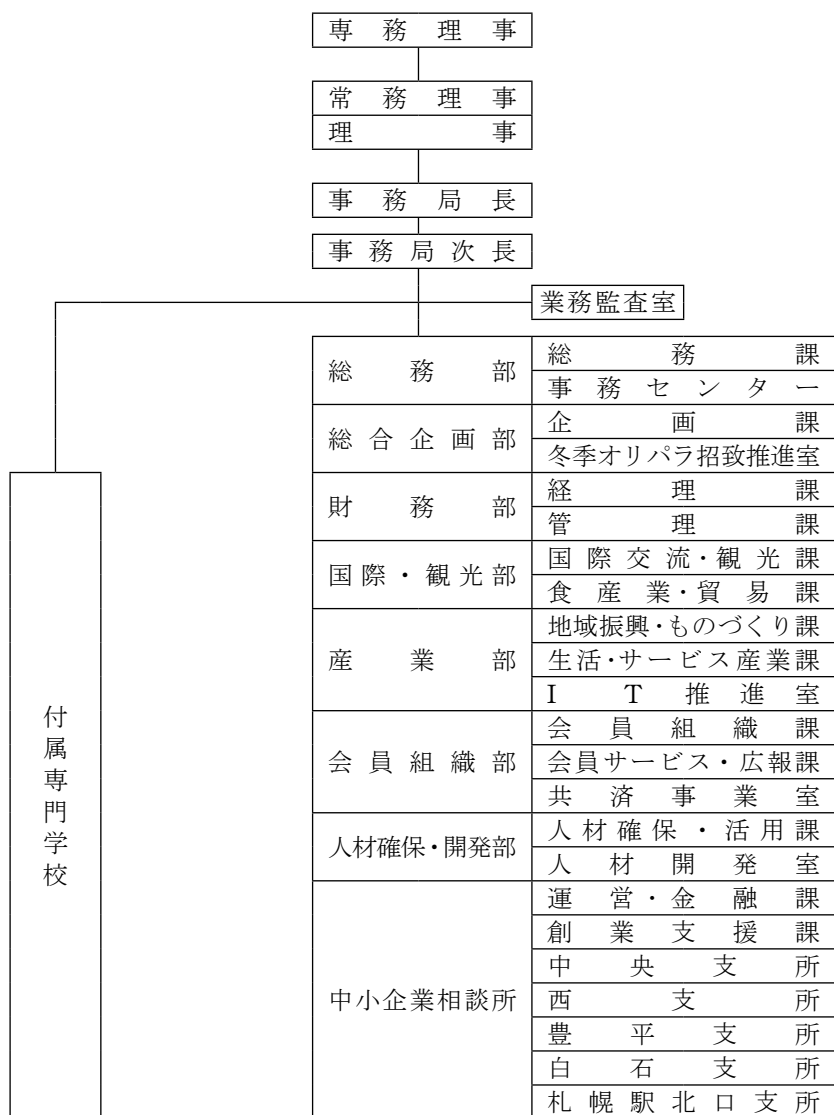 専務理事
常務理事
理事
事務局長
事務局次長
業務監査室
総務部
総務課
事務センター
総合企画部
企画課
冬季オリパラ招致推進室
財務部
経理課
管理課
国際・観光部
国際交流・観光課
食産業・貿易課
産業部
地域振興・ものづくり課
生活・サービス産業課
IT推進室
会員組織部
会員組織課
会員サービス・広報課
共済事業室
人材確保・開発部
人材確保・活用課
人材開発室
中小企業相談所
運営・金融課
創業支援課
中央支所
西支所
豊平支所
白石支所
札幌駅北口支所
付属専門学校